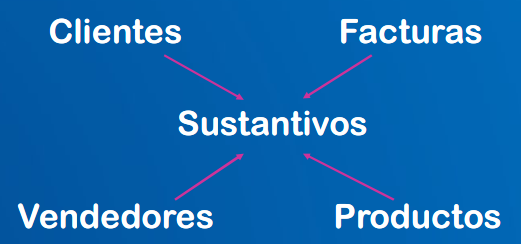 Clientes
Facturas
Sustantivos
Vendedores
Productos